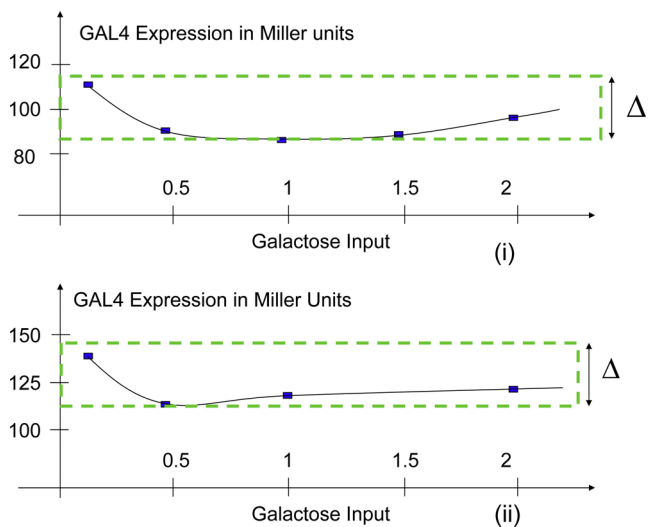 GAL4 Expression in Miller units
120
100
80
Δ
0.5 1 1.5 2
Galactose Input
(i)
GAL4 Expression in Miller Units
150
125
100
Δ
0.5 1 1.5 2
Galactose Input
(ii)